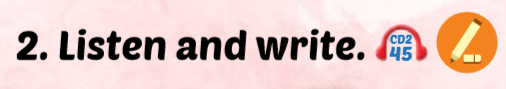 2. Listen and write. CD2
45